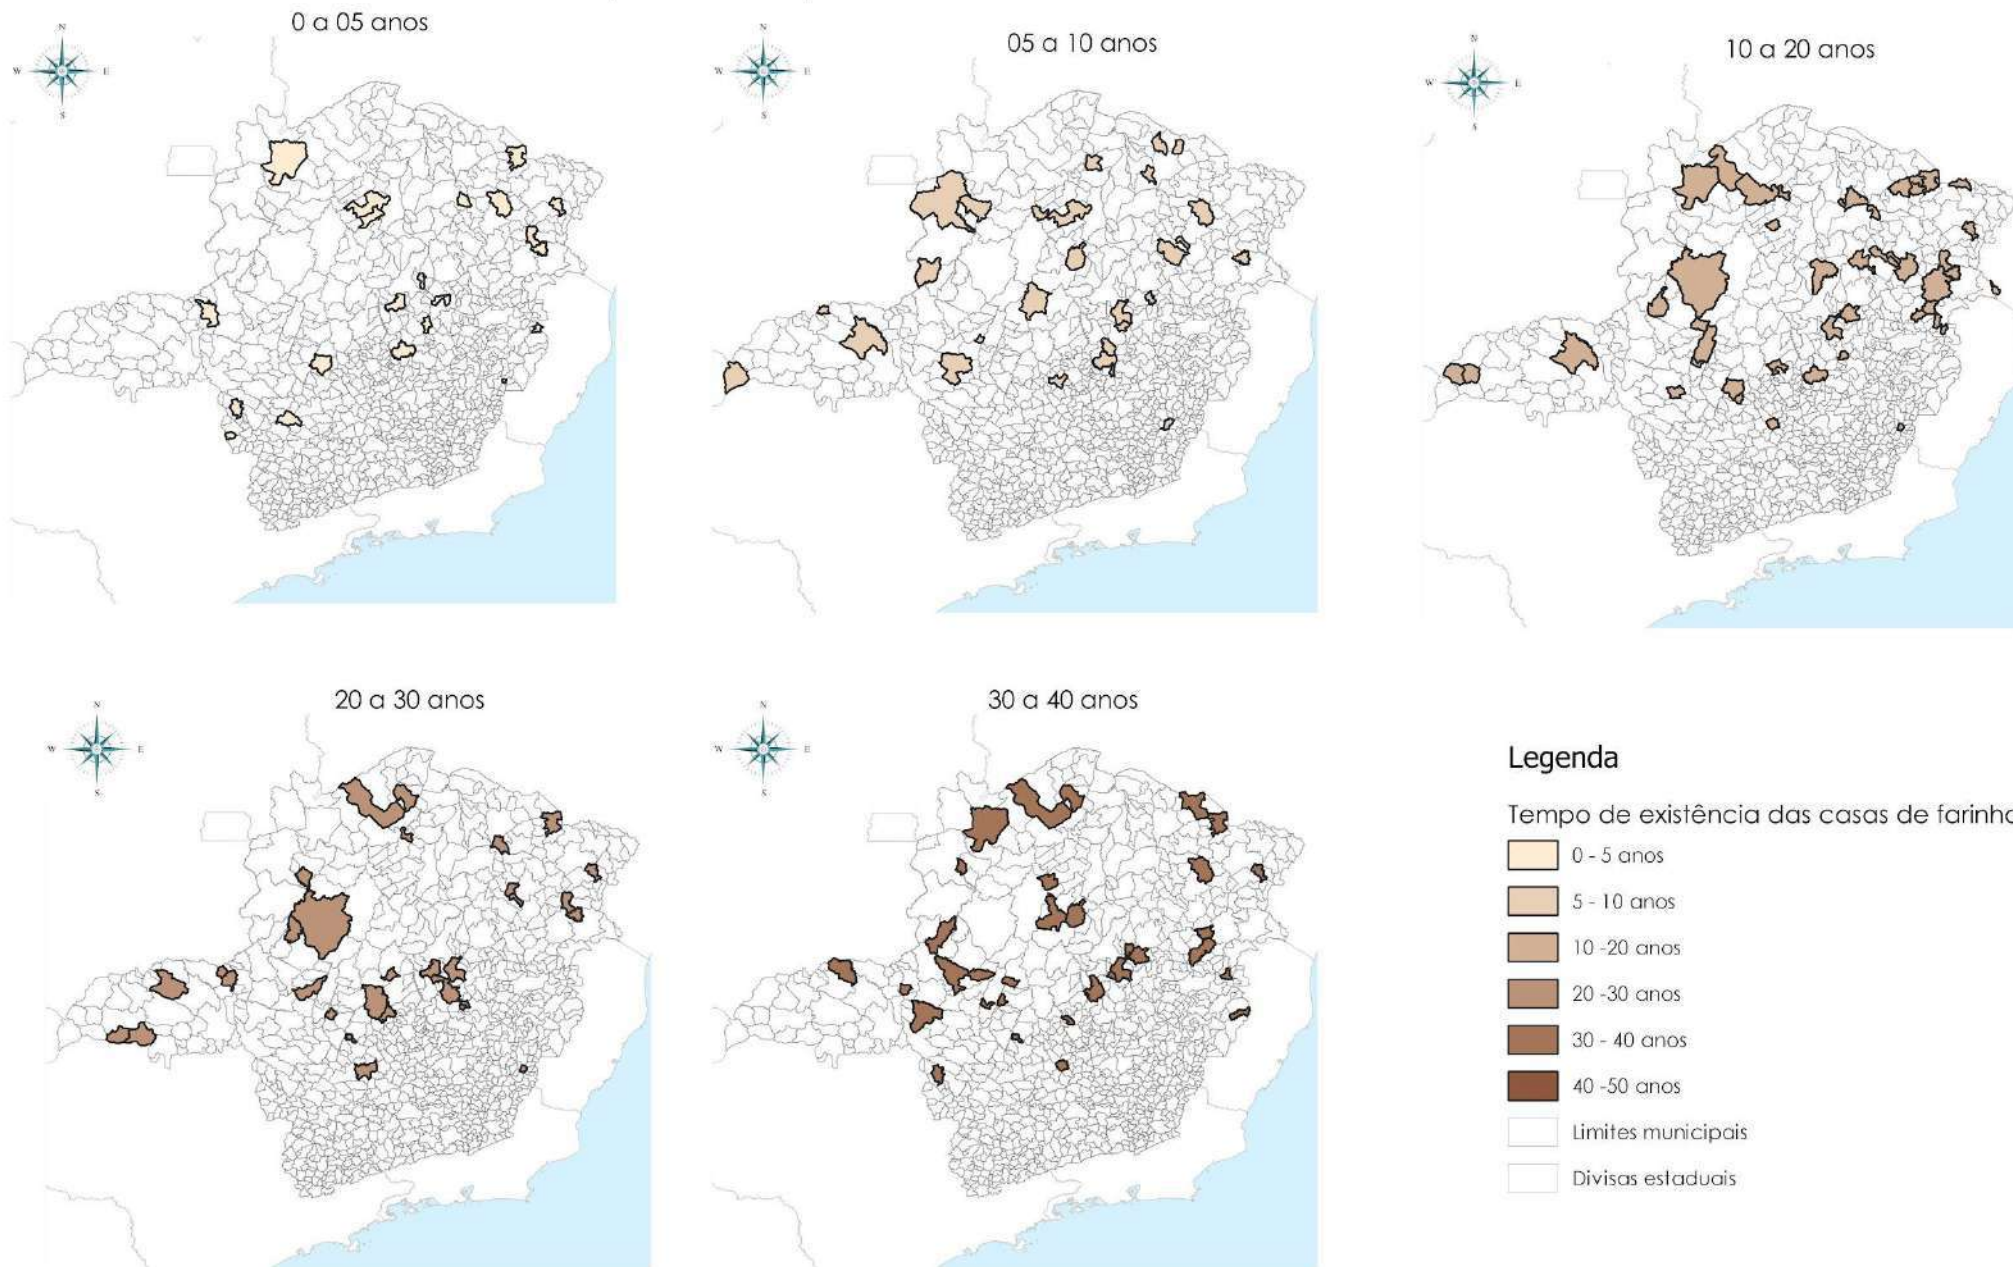 0 a 05 anos
N
W
E
S
05 a 10 anos
N
W
E
S
10 a 20 anos
N
W
E
S
20 a 30 anos
N
W
E
S
30 a 40 anos
N
W
E
S
Legenda
Tempo de existência das casas de farinha
0 - 5 anos
5 - 10 anos
10 -20 anos
20 -30 anos
30 - 40 anos
40 -50 anos
Limites municipais
Divisas estaduais